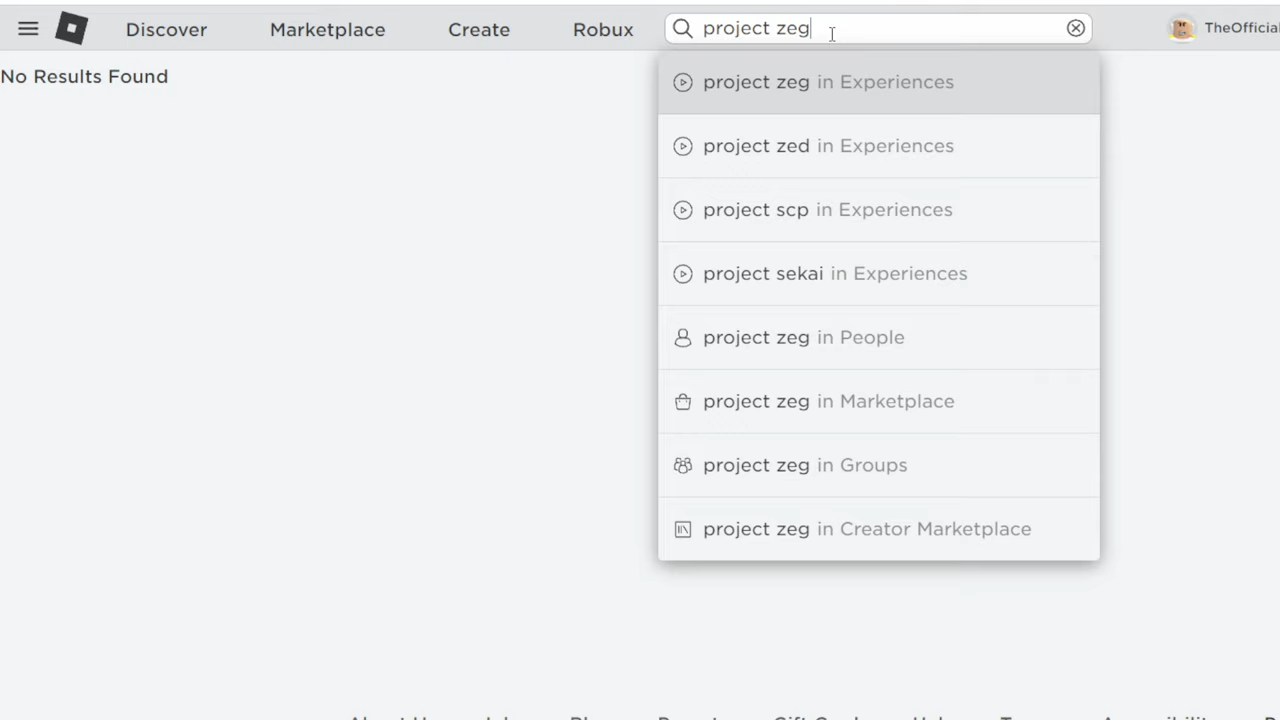 Discover Marketplace Create Robux project zeg TheOfficial
No Results Found
project zeg in Experiences
project zed in Experiences
project scp in Experiences
project sekai in Experiences
project zeg in People
project zeg in Marketplace
project zeg in Groups
project zeg in Creator Marketplace